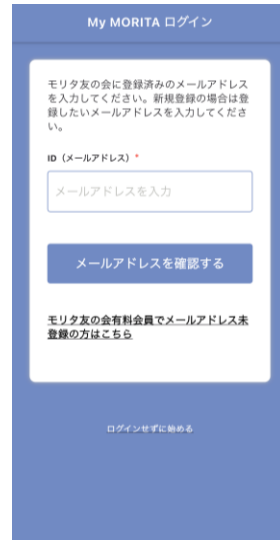 My MORITA ログイン
モリタ友の会に登録済みのメールアドレス
を入力してください。新規登録の場合は登
録したいメールアドレスを入力してくださ
い。
ID（メールアドレス）*
メールアドレスを入力
メールアドレスを確認する
モリタ友の会有料会員でメールアドレス未
登録の方はこちら
ログインせずに始める